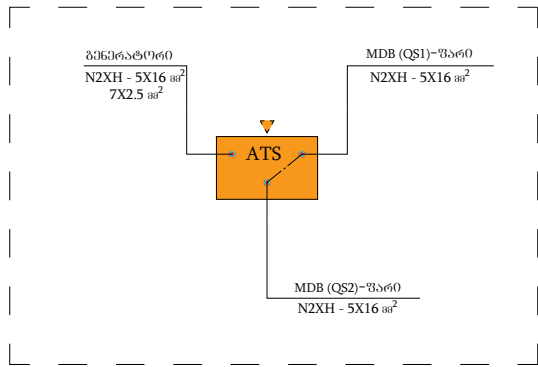 გენერატორი
N2XH - 5X16 მმ²
7X2.5 მმ²
MDB (QS1)-ფარი
N2XH - 5X16 მმ²
ATS
MDB (QS2)-ფარი
N2XH - 5X16 მმ²